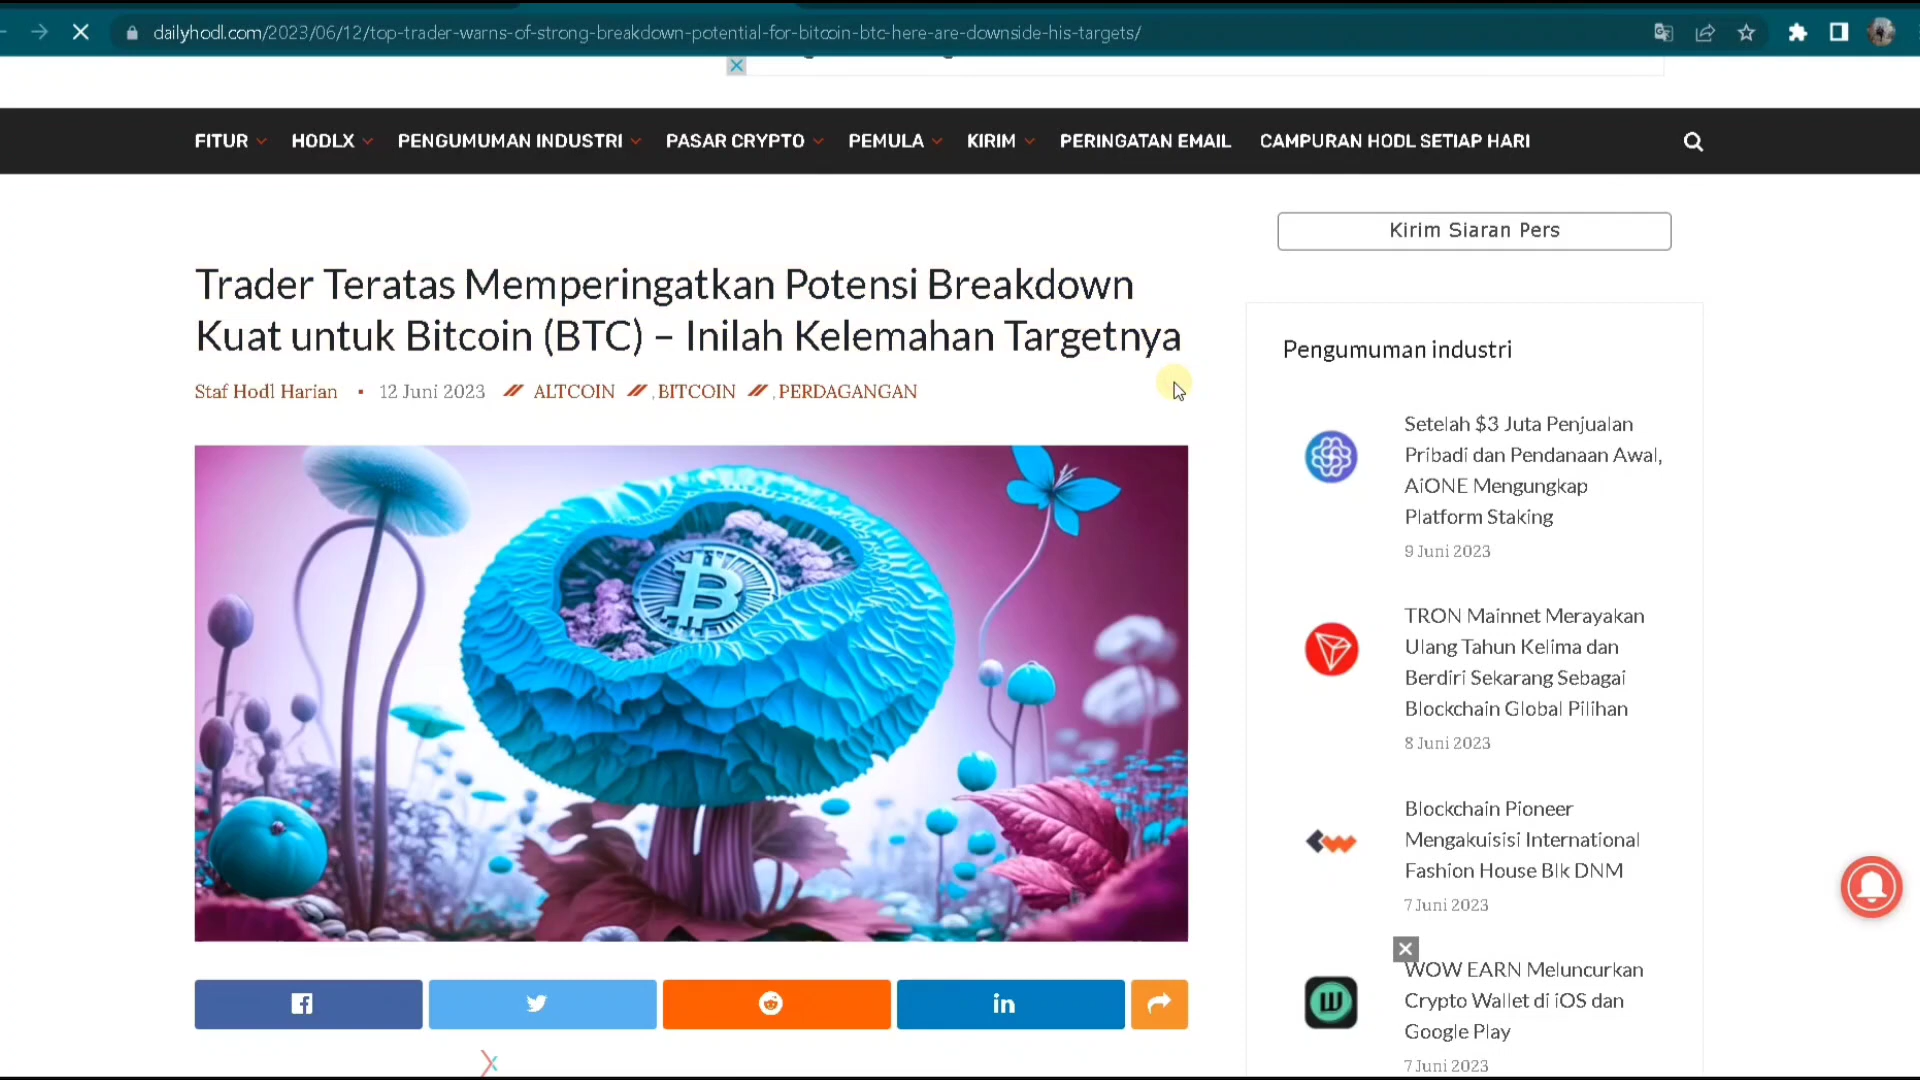 dailyhodl.com/2023/06/12/top-trader-warns-of-strong-breakdown-potential-for-bitcoin-btc-here-are-downside-his-targets/
FITUR HODLX PENGUMUMAN INDUSTRI PASAR CRYPTO PEMULA KIRIM PERINGATAN EMAIL CAMPURAN HODL SETIAP HARI
Trader Teratas Memperingatkan Potensi Breakdown
Kuat untuk Bitcoin (BTC) – Inilah Kelemahan Targetnya
Staf Hodl Harian ▪ 12 Juni 2023 // ALTCOIN // , BITCOIN // , PERDAGANGAN
Kirim Siaran Pers
Pengumuman industri
Setelah $3 Juta Penjualan
Pribadi dan Pendanaan Awal,
AiONE Mengungkap
Platform Staking
9 Juni 2023
TRON Mainnet Merayakan
Ulang Tahun Kelima dan
Berdiri Sekarang Sebagai
Blockchain Global Pilihan
8 Juni 2023
Blockchain Pioneer
Mengakuisisi International
Fashion House Blk DNM
7 Juni 2023
WOW EARN Meluncurkan
Crypto Wallet di iOS dan
Google Play
7 Juni 2023